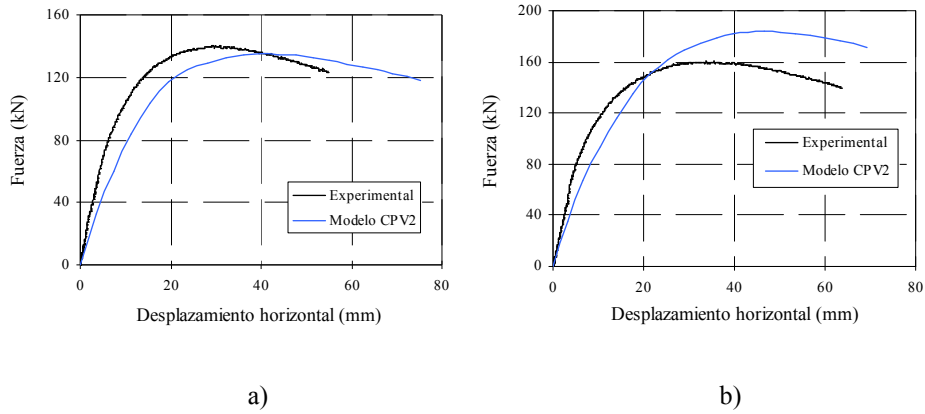 160
120
80
40
0
Fuerza (kN)
Experimental
Modelo CPV2
0 20 40 60 80
Desplazamiento horizontal (mm)
a)
200
160
120
80
40
0
Fuerza (kN)
Experimental
Modelo CPV2
0 20 40 60 80
Desplazamiento horizontal (mm)
b)